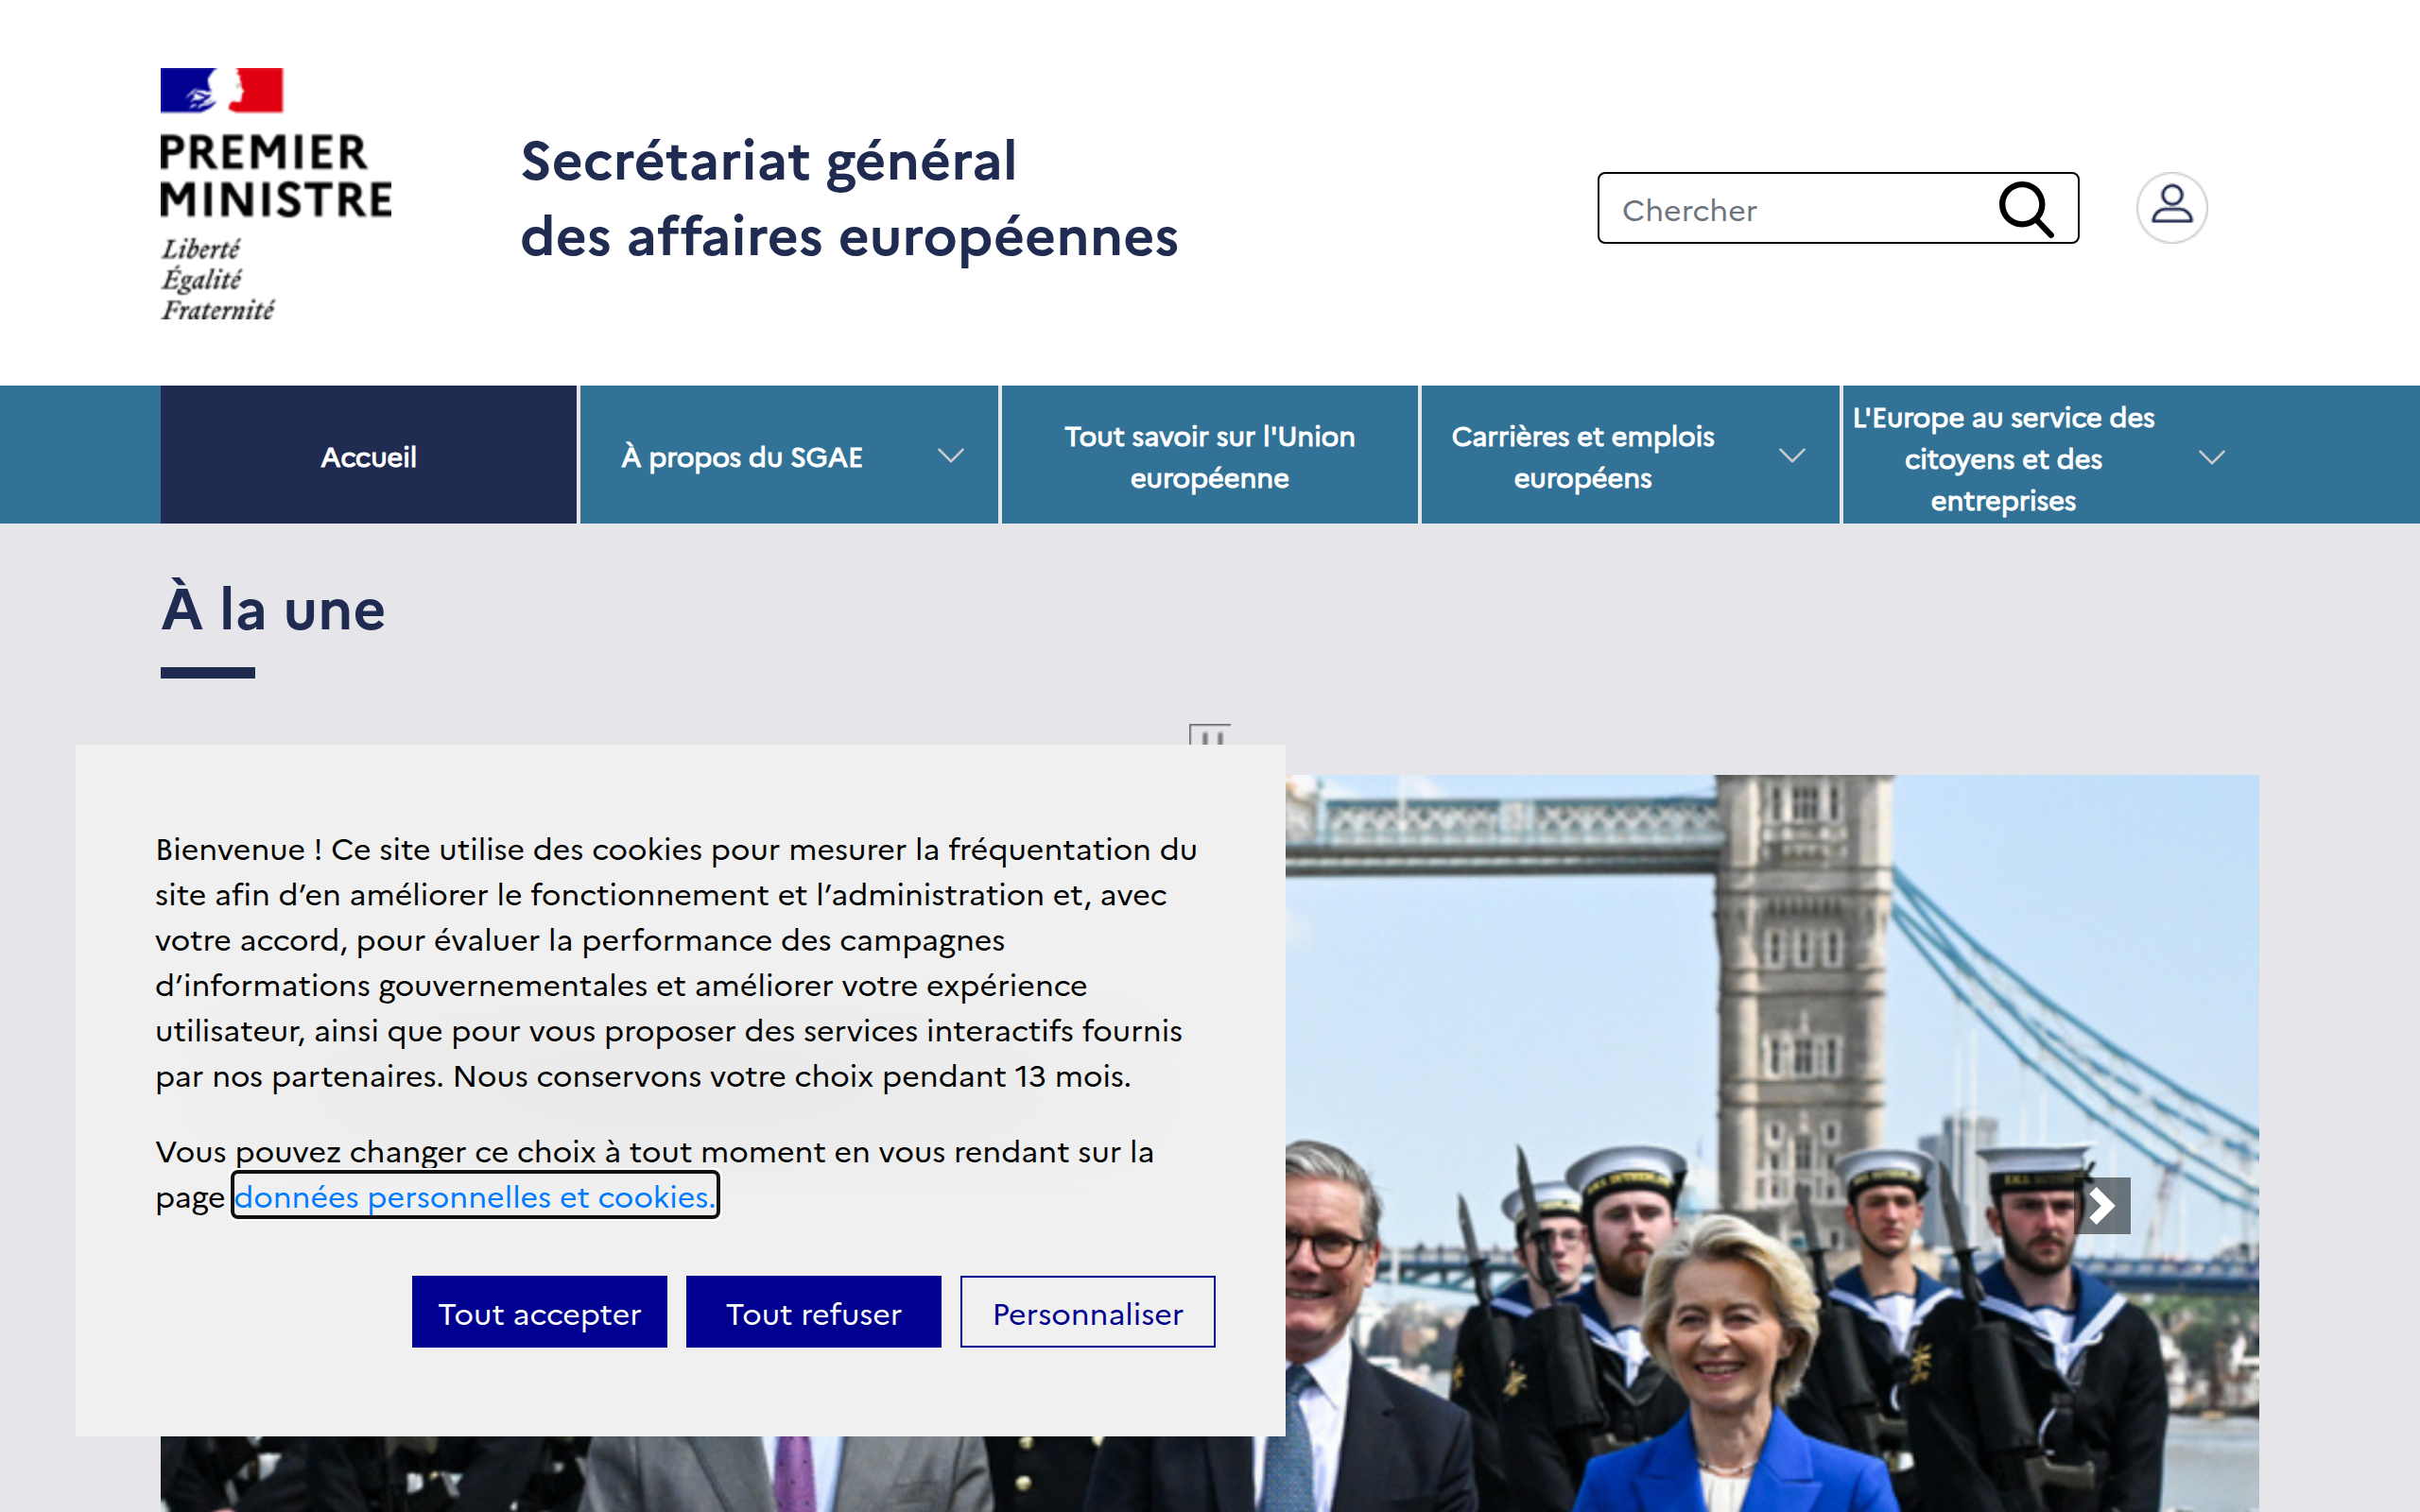 PREMIER
MINISTRE
Liberté
Égalité
Fraternité
Secrétariat général
des affaires européennes
Chercher
Accueil
À propos du SGAE
Tout savoir sur l'Union
européenne
Carrières et emplois
européens
L'Europe au service des
citoyens et des
entreprises
À la une
Bienvenue ! Ce site utilise des cookies pour mesurer la fréquentation du
site afin d’en améliorer le fonctionnement et l’administration et, avec
votre accord, pour évaluer la performance des campagnes
d’informations gouvernementales et améliorer votre expérience
utilisateur, ainsi que pour vous proposer des services interactifs fournis
par nos partenaires. Nous conservons votre choix pendant 13 mois.
Vous pouvez changer ce choix à tout moment en vous rendant sur la
page données personnelles et cookies.
Tout accepter
Tout refuser
Personnaliser